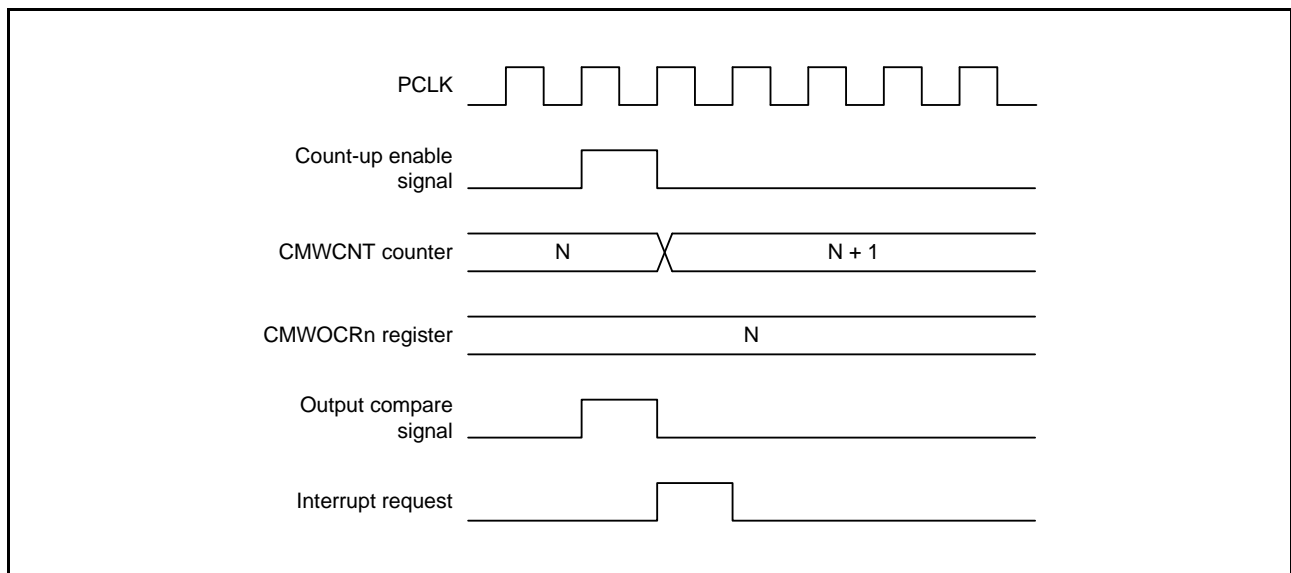 PCLK
Count-up enable
signal
CMWCNT counter
N
N + 1
CMWOCRn register
N
Output compare
signal
Interrupt request